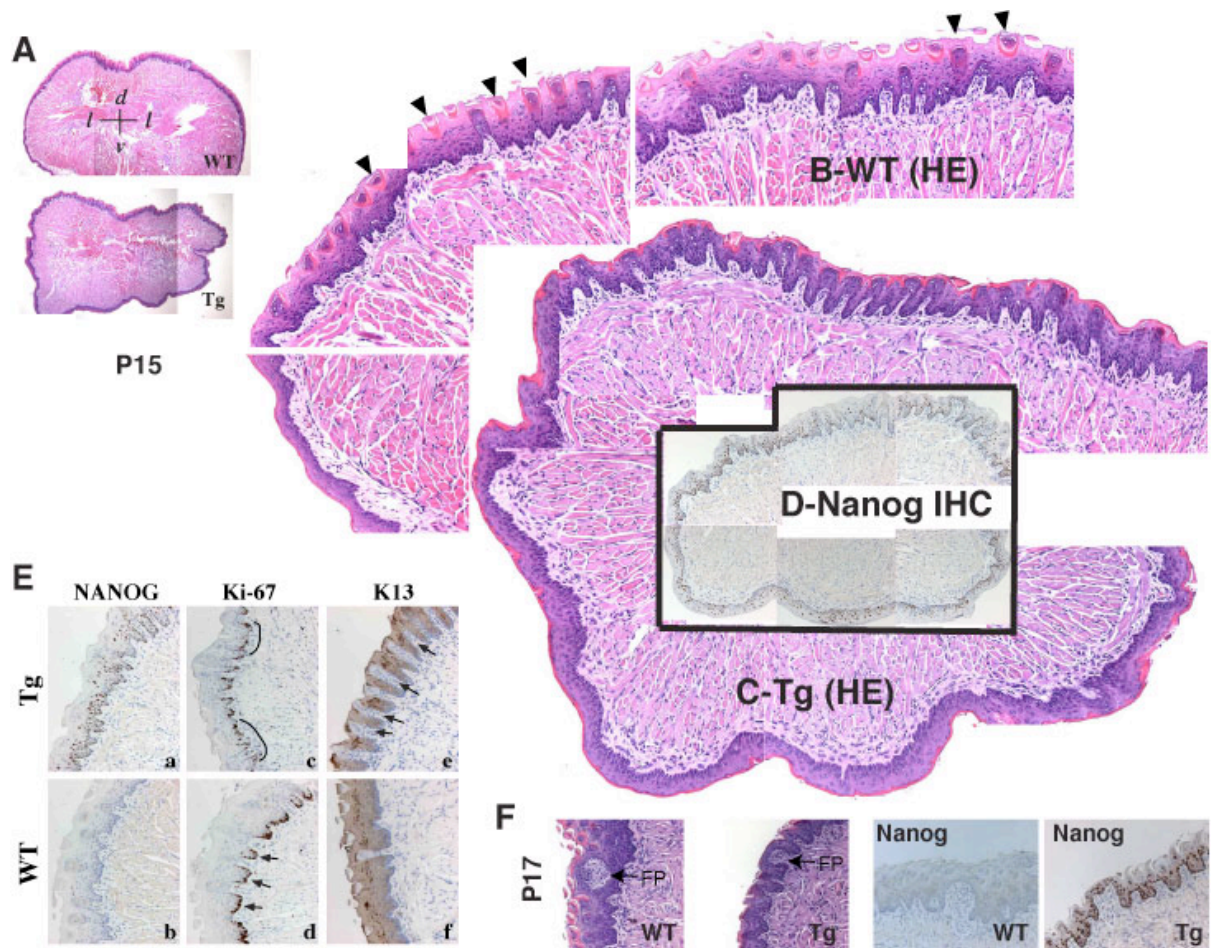 A
d
l l
v
WT
Tg
P15
B-WT (HE)
D-Nanog IHC
C-Tg (HE)
E
NANOG Ki-67 K13
Tg
a c e
WT
b d f
F
P17
FP
WT
FP
Tg
Nanog
WT
Nanog
Tg